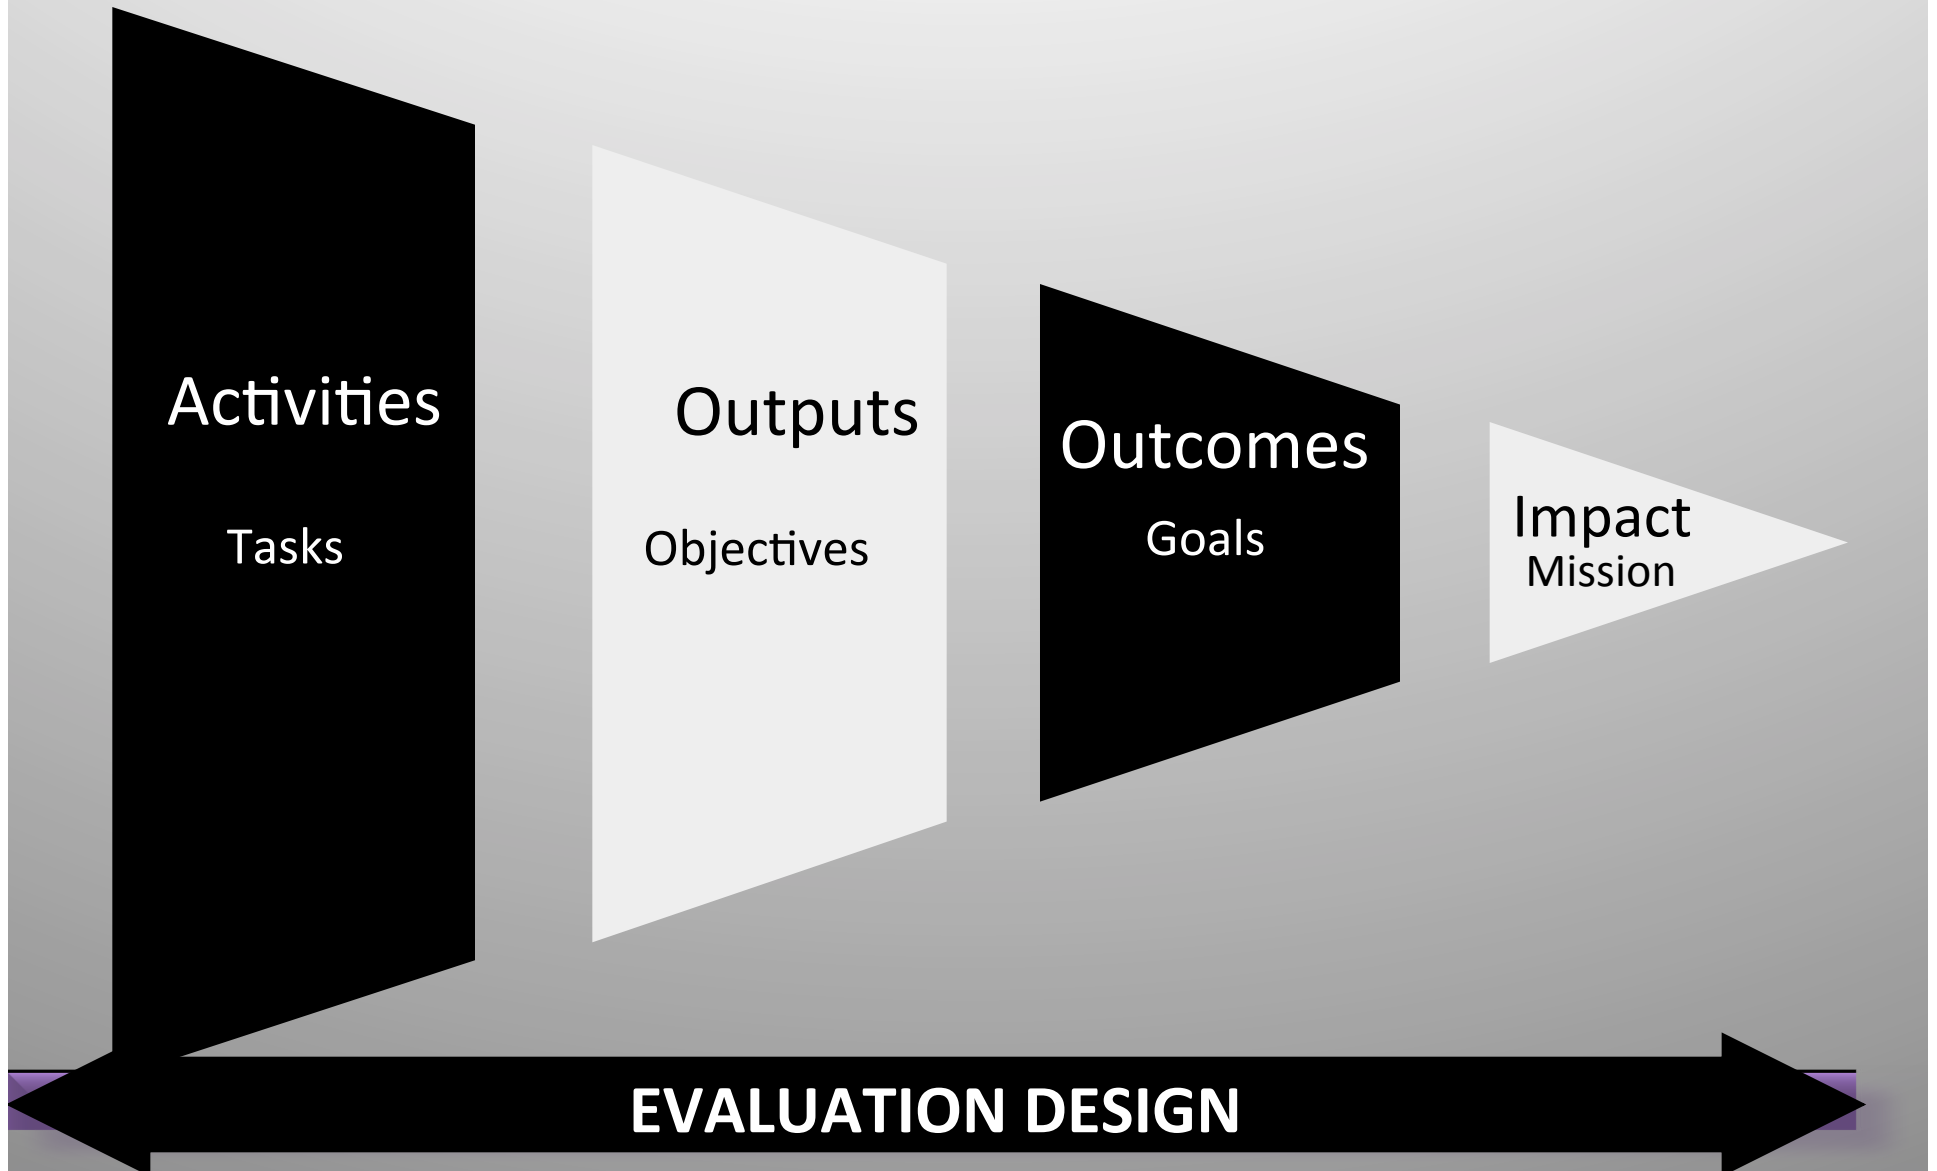 Activities
Tasks
Outputs
Objectives
Outcomes
Goals
Impact
Mission
EVALUATION DESIGN